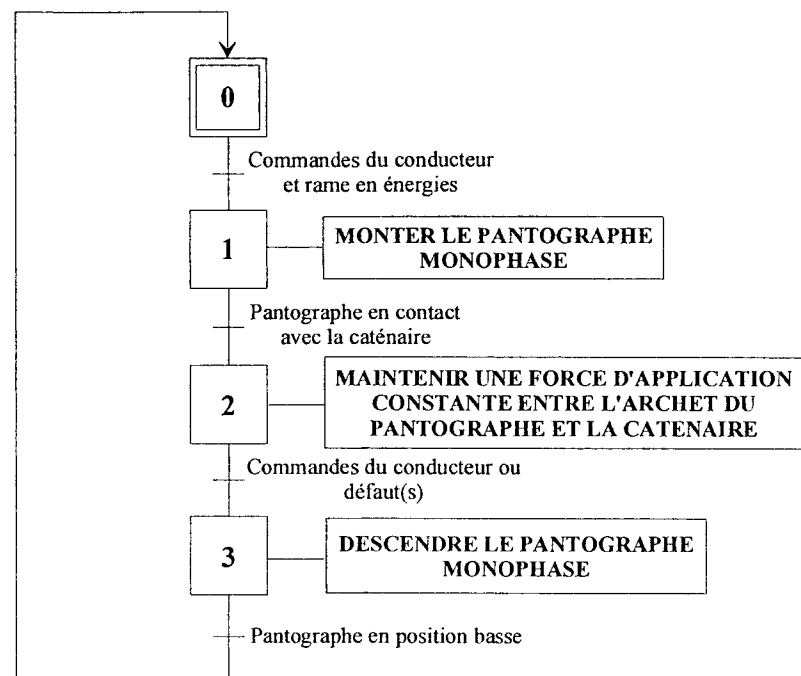 0
Commandes du conducteur
et rame en énergies
1
MONTER LE PANTOGRAPHE
MONOPHASE
Pantographe en contact
avec la caténaire
2
MAINTENIR UNE FORCE D'APPLICATION
CONSTANTE ENTRE L'ARCHET DU
PANTOGRAPHE ET LA CATENAIRE
Commandes du conducteur ou
défaut(s)
3
DESCENDRE LE PANTOGRAPHE
MONOPHASE
Pantographe en position basse